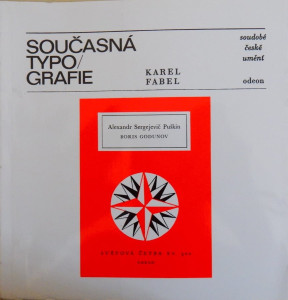 SOUČASNÁ
TYPO/
GRAFIE
KAREL
FABEL
soudobé
české
umění
odeon
Alexandr Sergejevič Puškin
BORIS GODUNOV